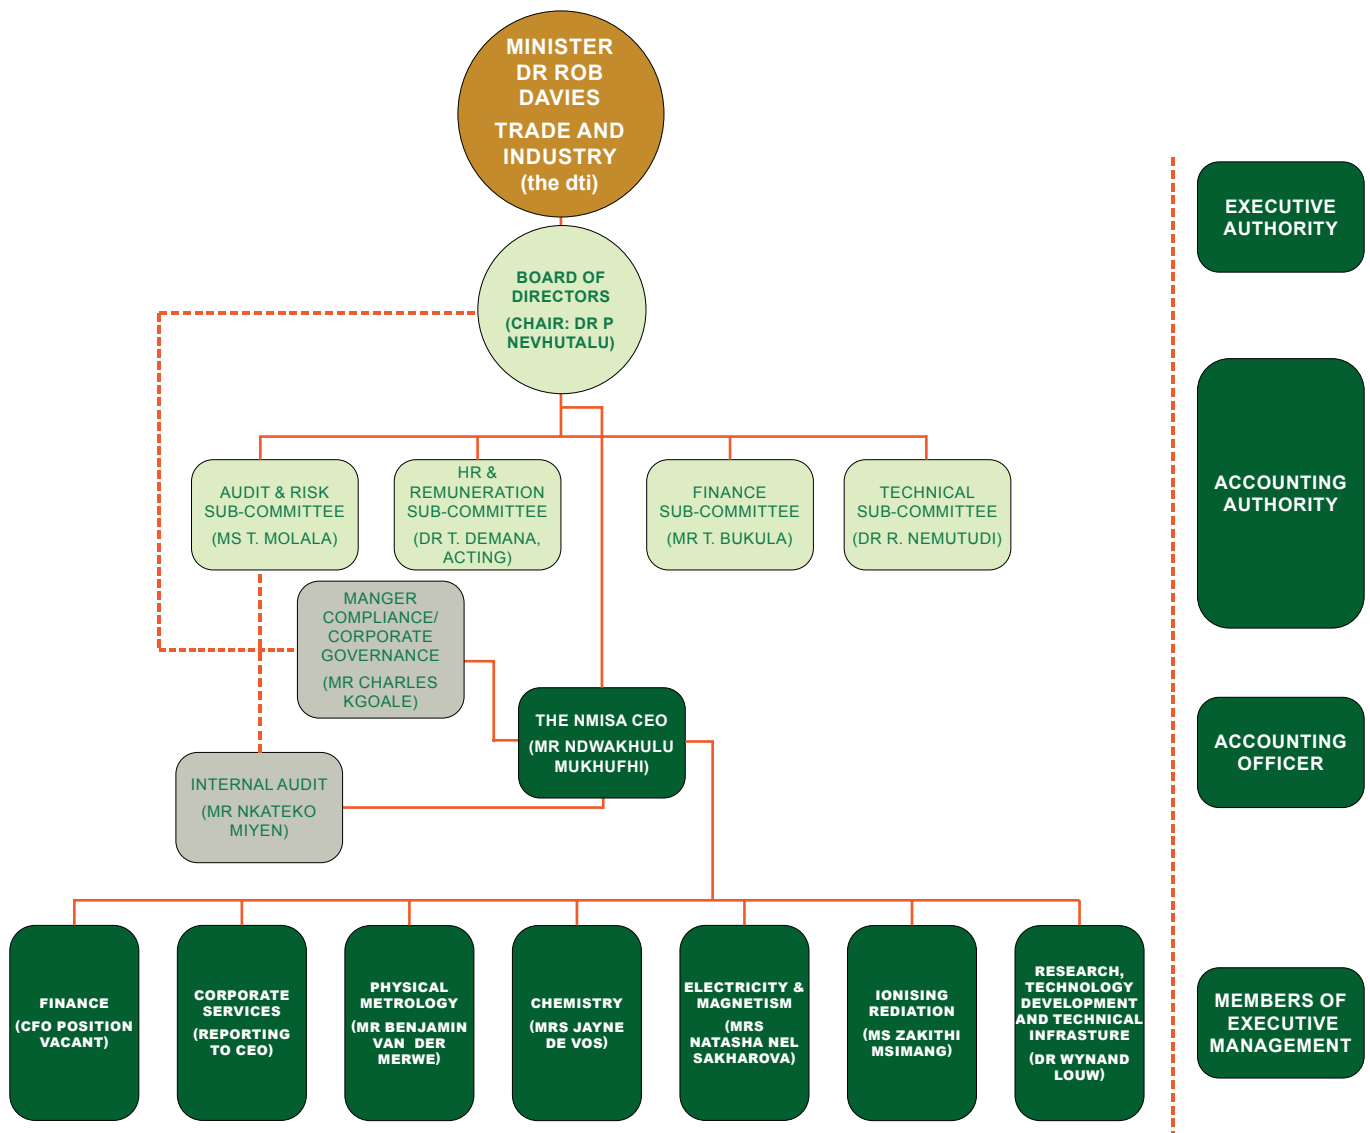 MINISTER
DR ROB
DAVIES
TRADE AND
INDUSTRY
(the dti)
EXECUTIVE
AUTHORITY
BOARD OF
DIRECTORS
(CHAIR: DR P
NEVHUTALU)
AUDIT & RISK
SUB-COMMITTEE
(MS T. MOLALA)
HR &
REMUNERATION
SUB-COMMITTEE
(DR T. DEMANA,
ACTING)
FINANCE
SUB-COMMITTEE
(MR T. BUKULA)
TECHNICAL
SUB-COMMITTEE
(DR R. NEMUTUDI)
ACCOUNTING
AUTHORITY
MANGER
COMPLIANCE/
CORPORATE
GOVERNANCE
(MR CHARLES
KGOALE)
THE NMISA CEO
(MR NDWAKHULU
MUKHUFHI)
ACCOUNTING
OFFICER
INTERNAL AUDIT
(MR NKATEKO
MIYEN)
FINANCE
(CFO POSITION
VACANT)
CORPORATE
SERVICES
(REPORTING
TO CEO)
PHYSICAL
METROLOGY
(MR BENJAMIN
VAN DER
MERWE)
CHEMISTRY
(MRS JAYNE
DE VOS)
ELECTRICITY &
MAGNETISM
(MRS
NATASHA NEL
SAKHAROVA)
IONISING
REDIATION
(MS ZAKITHI
MSIMANG)
RESEARCH,
TECHNOLOGY
DEVELOPMENT
AND TECHNICAL
INFRASTURE
(DR WYNAND
LOUW)
MEMBERS OF
EXECUTIVE
MANAGEMENT